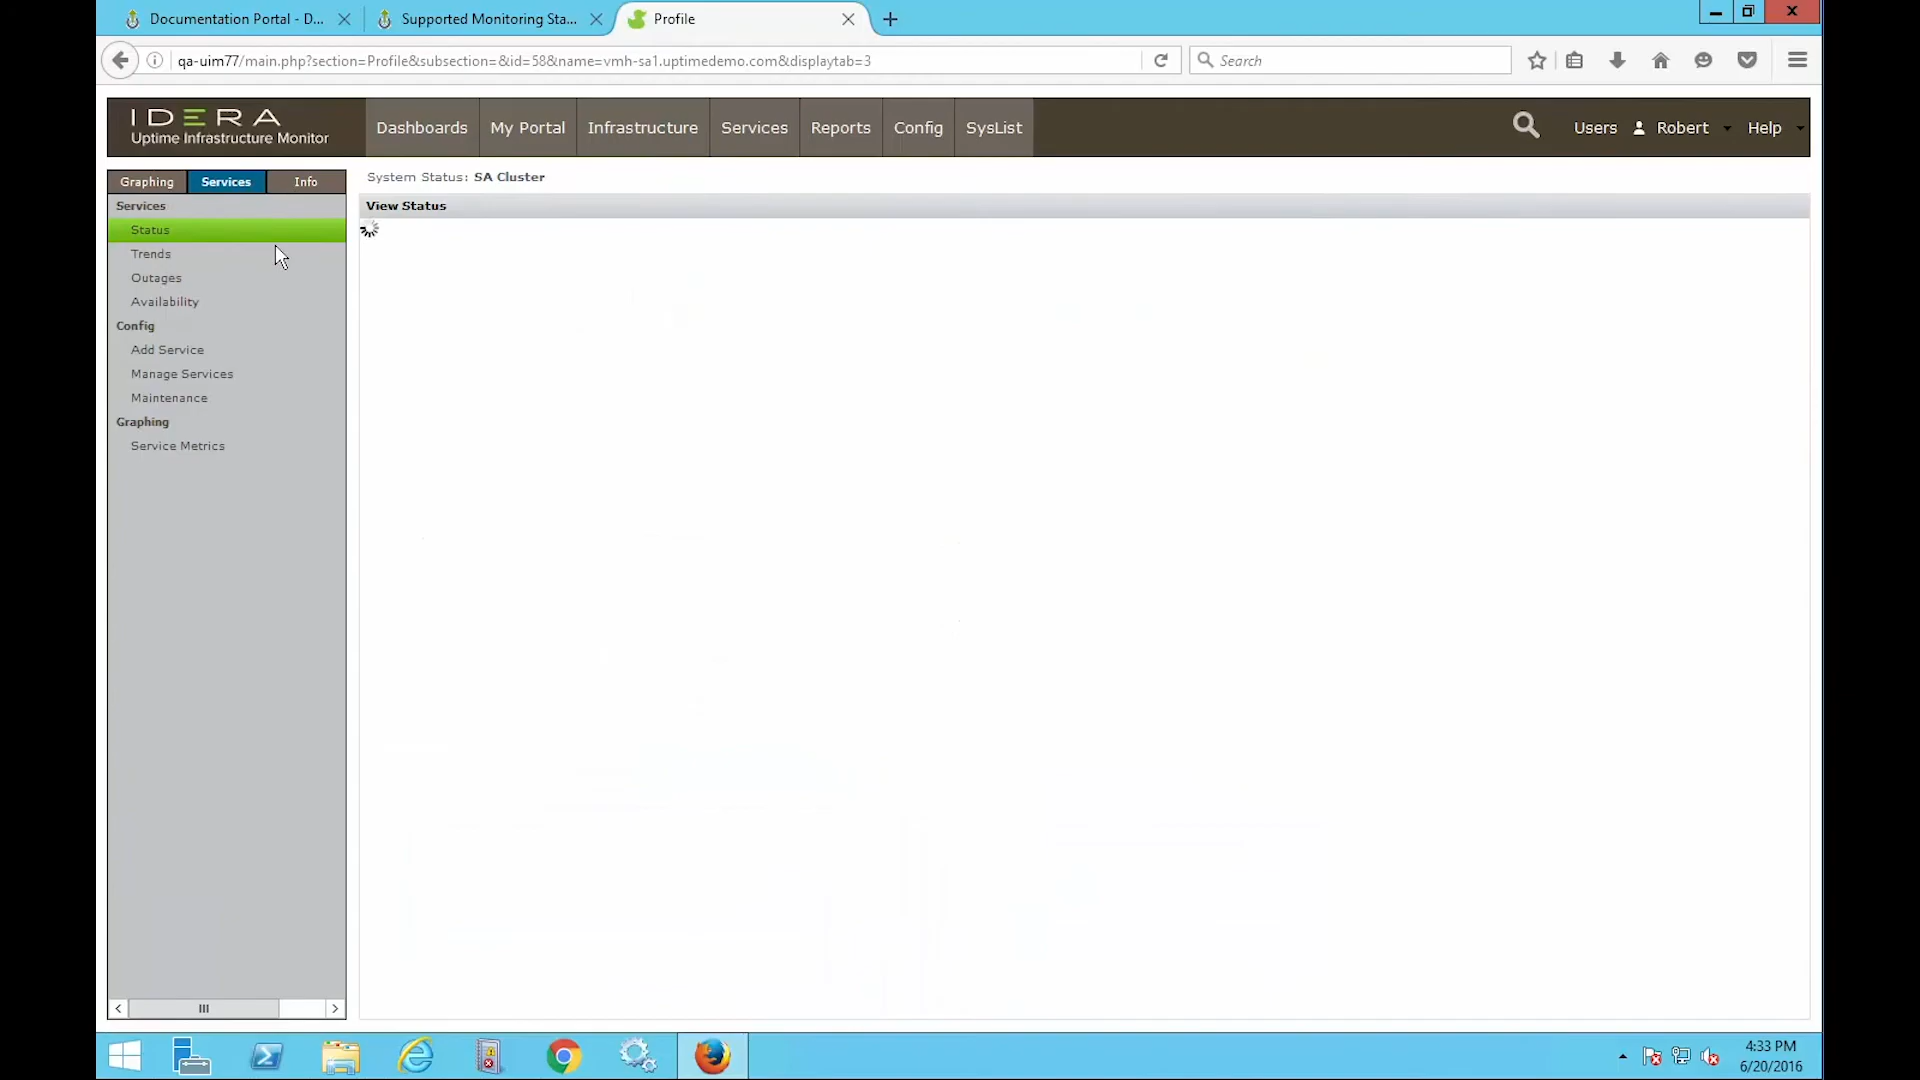 Documentation Portal - D...
Supported Monitoring Sta...
Profile
qa-uim77/main.php?section=Profile&subsection=&id=58&name=vmh-sa1.uptimedemo.com&displaytab=3
Search
IDERA
Uptime Infrastructure Monitor
Dashboards
My Portal
Infrastructure
Services
Reports
Config
SysList
Users
Robert
Help
Graphing
Services
Info
System Status: SA Cluster
Services
View Status
Status
Trends
Outages
Availability
Config
Add Service
Manage Services
Maintenance
Graphing
Service Metrics
4:33 PM
6/20/2016